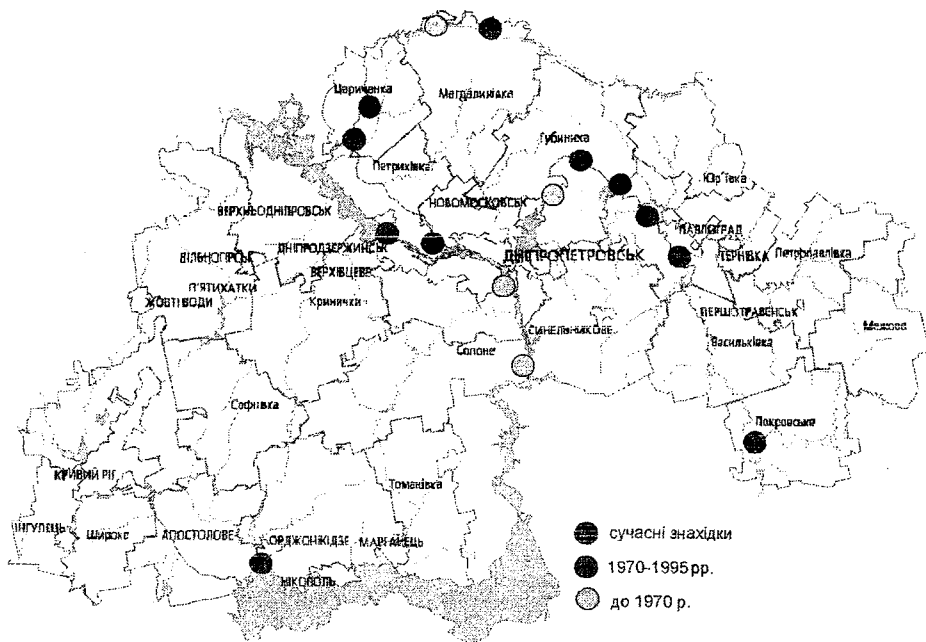 Царичанка
Магдалинівка
Губиниха
Петриківка
Юр'ївка
НОВОМОСКОВСЬК
ВЕРХНЬОДНІПРОВСЬК
ПАВЛОГРАД
ДНІПРОДЗЕРЖИНСЬК
ДНІПРОПЕТРОВСЬК
ТЕРНІВКА
Петропавлівка
ВІЛЬНОГІРСЬК
ВЕРХІВЦЕВЕ
П'ЯТИХАТКИ
ЖОВТІ ВОДИ
Кринички
ПЕРШОТРАВЕНСЬК
СИНЕЛЬНИКОВЕ
Межова
Васильківка
Солоне
Софіївка
Покровське
КРИВИЙ РІГ
Томаківка
ІНГУЛЕЦЬ
Широке
АПОСТОЛОВЕ
ОРДЖОНІКІДЗЕ
МАРГАНЕЦЬ
НІКОПОЛЬ
сучасні знахідки
1970-1995 рр.
до 1970 р.